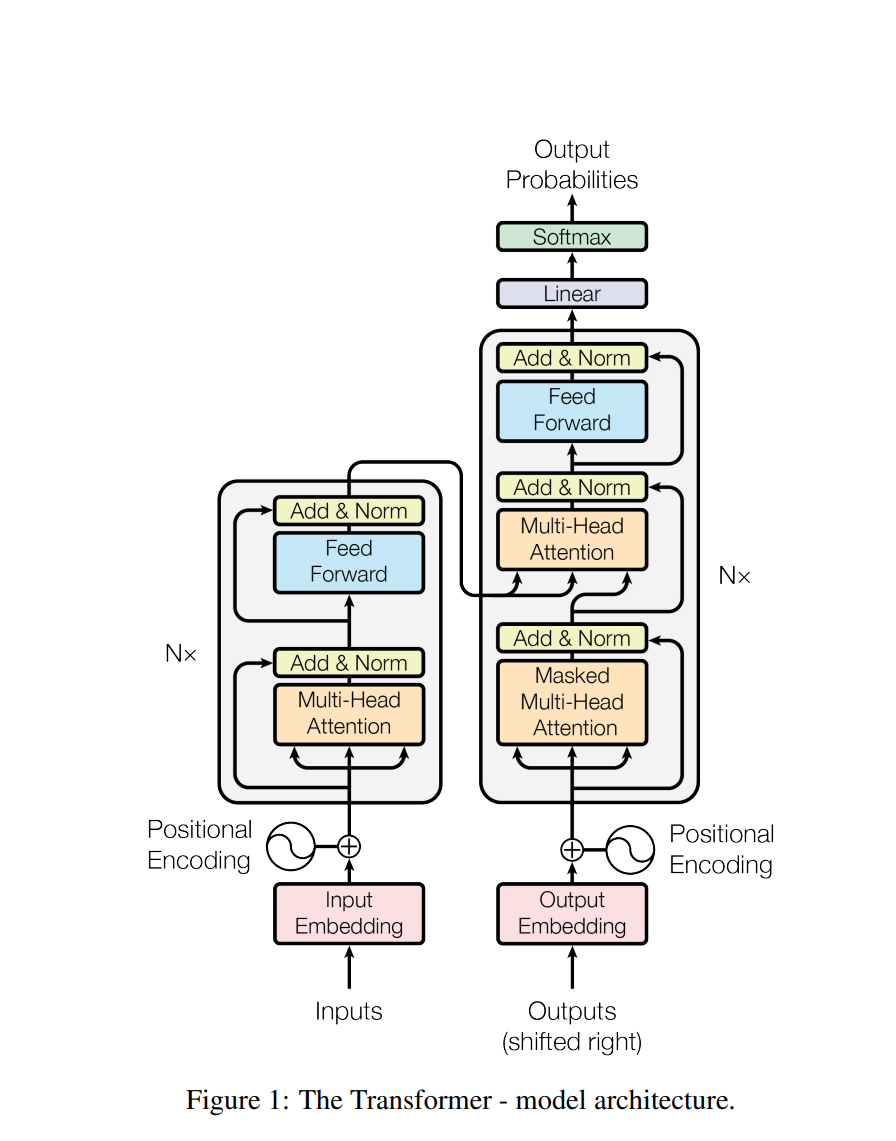 Output
Probabilities
Softmax
Linear
Add & Norm
Feed
Forward
Add & Norm
Multi-Head
Attention
Add & Norm
Masked
Multi-Head
Attention
N×
Add & Norm
Feed
Forward
Add & Norm
Multi-Head
Attention
N×
Positional
Encoding
Positional
Encoding
Input
Embedding
Output
Embedding
Inputs
Outputs
(shifted right)
Figure 1: The Transformer - model architecture.